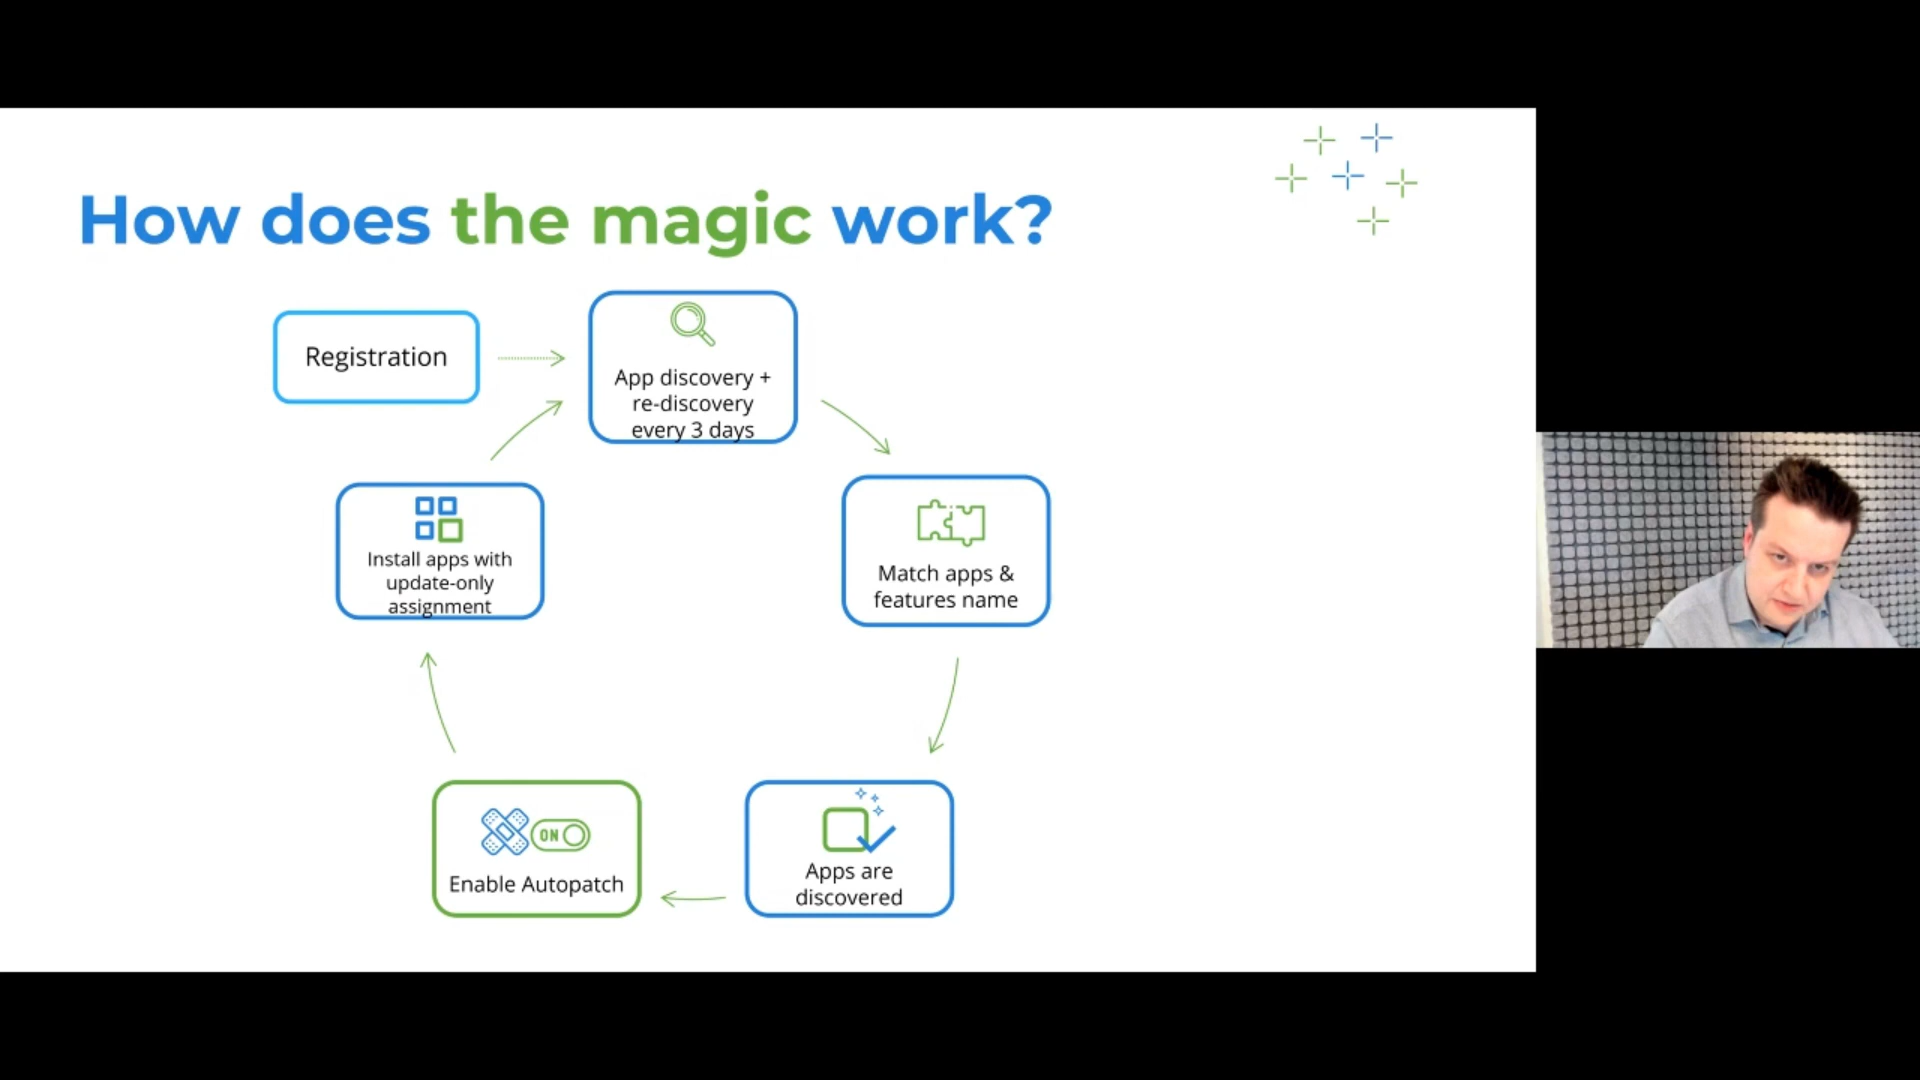 How does the magic work?
Registration
App discovery +
re-discovery
every 3 days
Match apps &
features name
Apps are
discovered
ON
Enable Autopatch
Install apps with
update-only
assignment